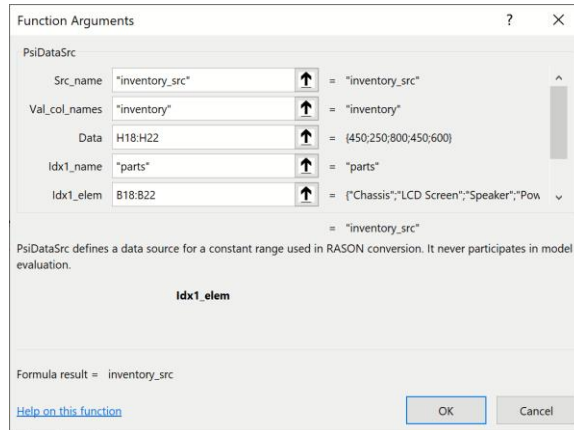 Function Arguments ? ×
PsiDataSrc
Src_name "inventory_src" = "inventory_src"
Val_col_names "inventory" = "inventory"
Data H18:H22 = {450;250;800;450;600}
Idx1_name "parts" = "parts"
Idx1_elem B18:B22 = {"Chassis";"LCD Screen";"Speaker";"Pow
= "inventory_src"
PsiDataSrc defines a data source for a constant range used in RASON conversion. It never participates in model
evaluation.
Idx1_elem
Formula result = inventory_src
Help on this function OK Cancel